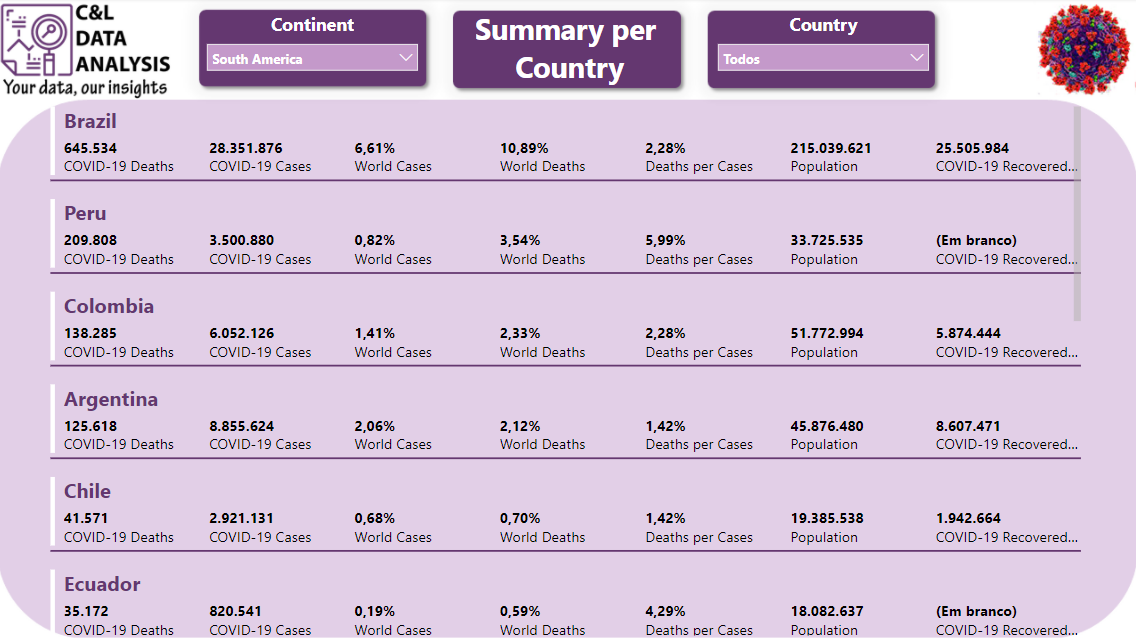 C&L
DATA
ANALYSIS
Your data, our insights
Continent
South America
Summary per
Country
Country
Todos
Brazil
645.534 28.351.876 6,61% 10,89% 2,28% 215.039.621 25.505.984
COVID-19 Deaths COVID-19 Cases World Cases World Deaths Deaths per Cases Population COVID-19 Recovered...
Peru
209.808 3.500.880 0,82% 3,54% 5,99% 33.725.535 (Em branco)
COVID-19 Deaths COVID-19 Cases World Cases World Deaths Deaths per Cases Population COVID-19 Recovered...
Colombia
138.285 6.052.126 1,41% 2,33% 2,28% 51.772.994 5.874.444
COVID-19 Deaths COVID-19 Cases World Cases World Deaths Deaths per Cases Population COVID-19 Recovered...
Argentina
125.618 8.855.624 2,06% 2,12% 1,42% 45.876.480 8.607.471
COVID-19 Deaths COVID-19 Cases World Cases World Deaths Deaths per Cases Population COVID-19 Recovered...
Chile
41.571 2.921.131 0,68% 0,70% 1,42% 19.385.538 1.942.664
COVID-19 Deaths COVID-19 Cases World Cases World Deaths Deaths per Cases Population COVID-19 Recovered...
Ecuador
35.172 820.541 0,19% 0,59% 4,29% 18.082.637 (Em branco)
COVID-19 Deaths COVID-19 Cases World Cases World Deaths Deaths per Cases Population COVID-19 Recovered...